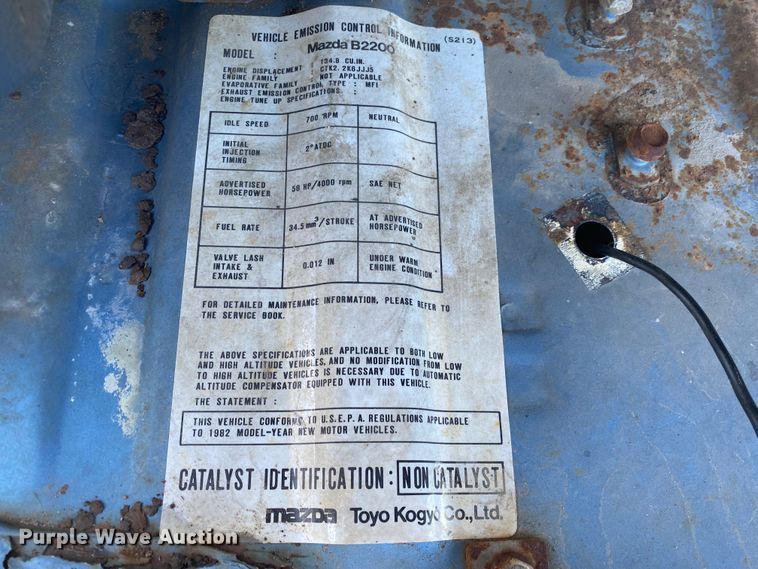 VEHICLE EMISSION CONTROL INFORMATION (S213)
MODEL : Mazda B2200
ENGINE DISPLACEMENT : 134.8 CU.IN.
ENGINE FAMILY : CTK2.2K6JJJ5
EVAPORATIVE FAMILY : NOT APPLICABLE
EXHAUST EMISSION CONTROL TYPE : MFI
ENGINE TUNE UP SPECIFICATIONS :
IDLE SPEED 700 RPM NEUTRAL
INITIAL INJECTION TIMING 2° ATDC
ADVERTISED HORSEPOWER 58 HP/4000 rpm SAE NET
FUEL RATE 34.5 mm³/STROKE AT ADVERTISED HORSEPOWER
VALVE LASH INTAKE & EXHAUST 0.012 IN UNDER WARM ENGINE CONDITION
FOR DETAILED MAINTENANCE INFORMATION, PLEASE REFER TO
THE SERVICE BOOK.
THE ABOVE SPECIFICATIONS ARE APPLICABLE TO BOTH LOW
AND HIGH ALTITUDE VEHICLES, AND NO MODIFICATION FROM LOW
TO HIGH ALTITUDE VEHICLES IS NECESSARY DUE TO AUTOMATIC
ALTITUDE COMPENSATOR EQUIPPED WITH THIS VEHICLE.
THE STATEMENT :
THIS VEHICLE CONFORMS TO U.S.E.P.A. REGULATIONS APPLICABLE
TO 1982 MODEL-YEAR NEW MOTOR VEHICLES.
CATALYST IDENTIFICATION : NON CATALYST
mazda Toyo Kogyo Co., Ltd.
Purple Wave Auction